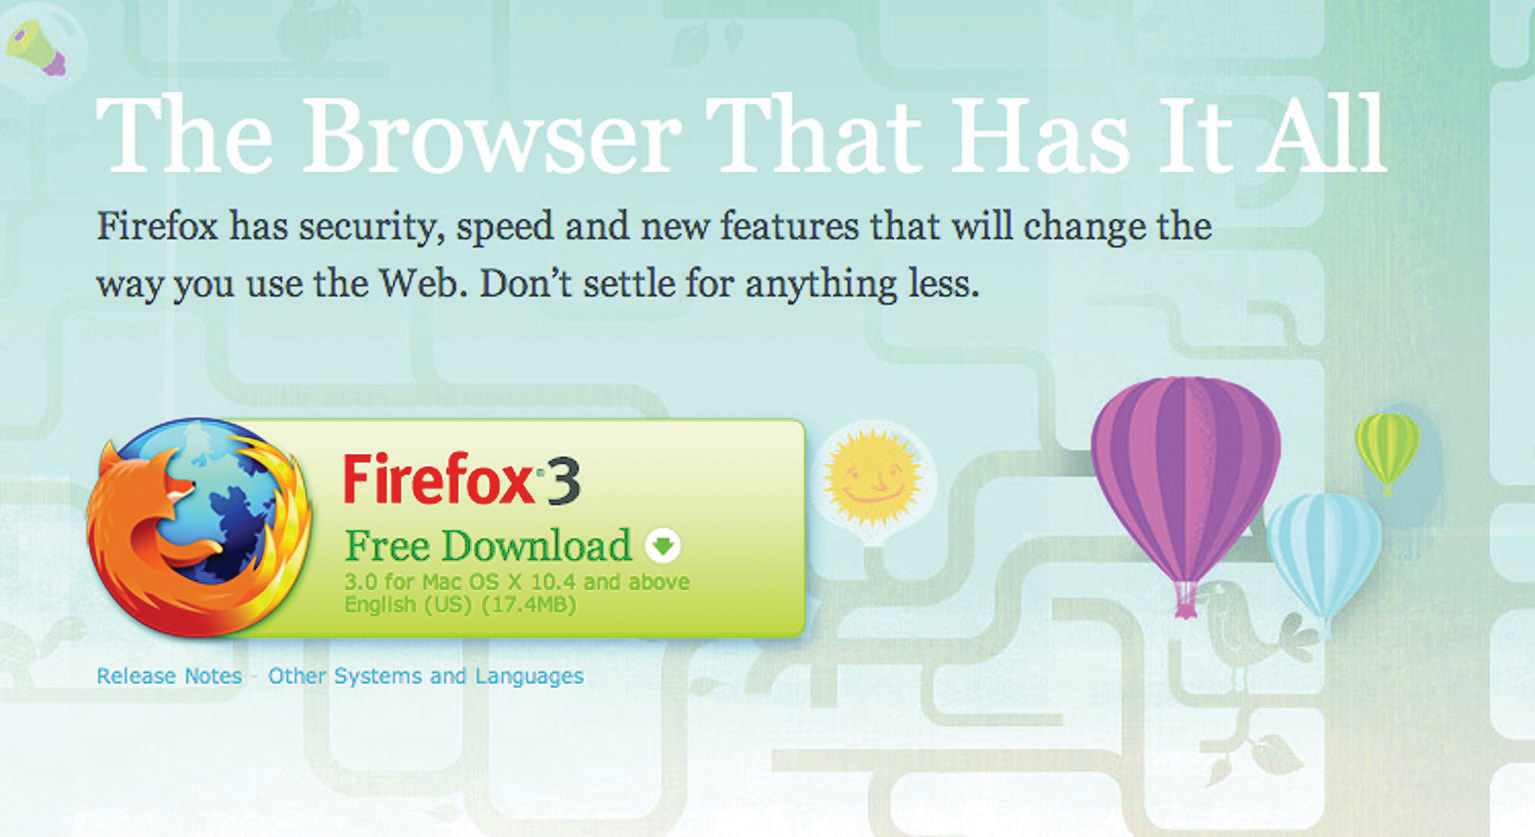 The Browser That Has It All
Firefox has security, speed and new features that will change the
way you use the Web. Don’t settle for anything less.
Firefox 3
Free Download
3.0 for Mac OS X 10.4 and above
English (US) (17.4MB)
Release Notes - Other Systems and Languages